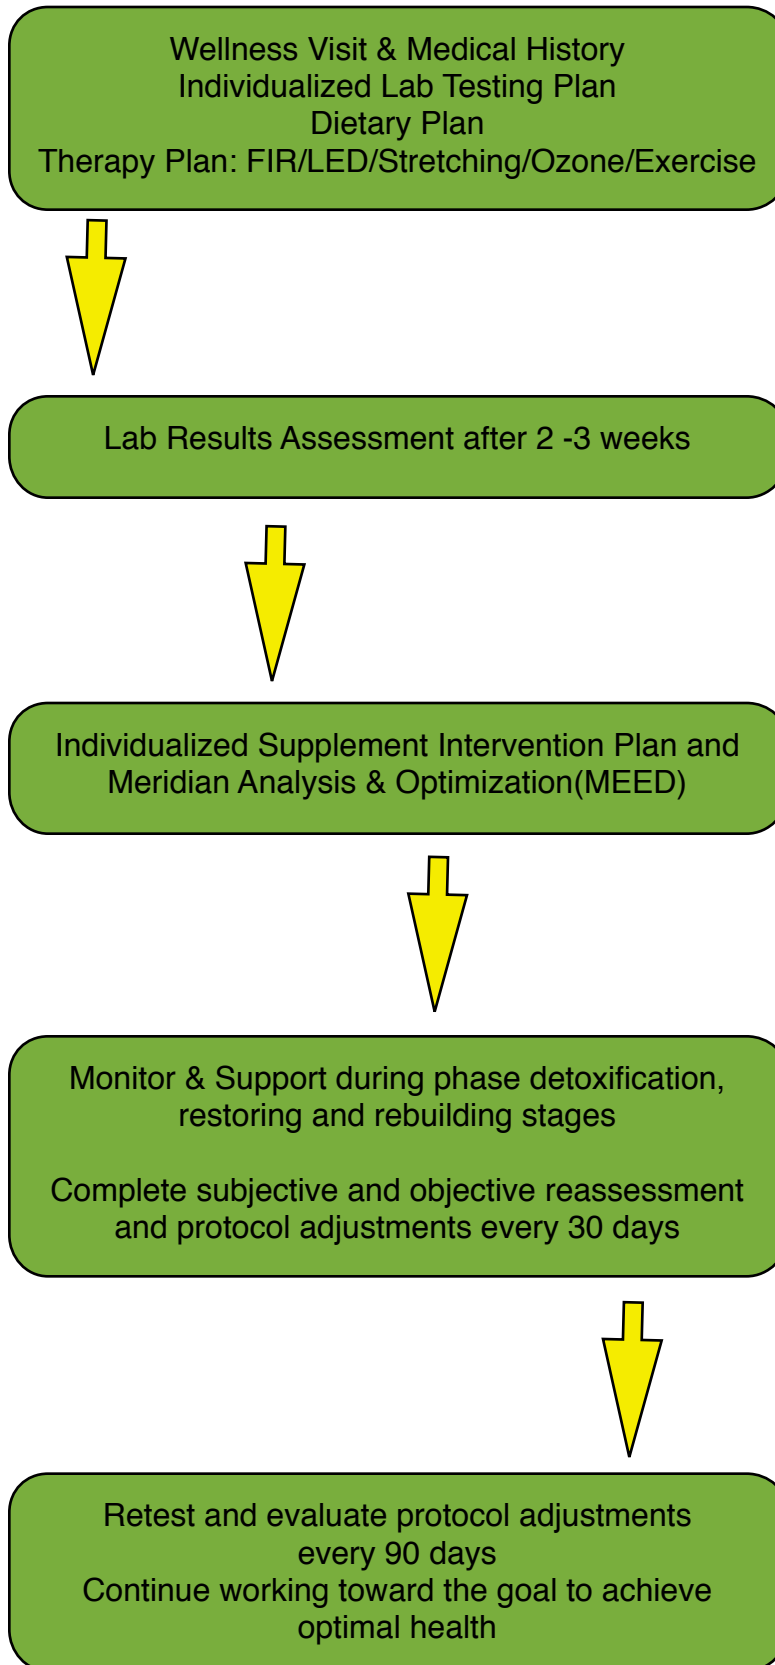 Wellness Visit & Medical History
Individualized Lab Testing Plan
Dietary Plan
Therapy Plan: FIR/LED/Stretching/Ozone/Exercise
Lab Results Assessment after 2 -3 weeks
Individualized Supplement Intervention Plan and
Meridian Analysis & Optimization(MEED)
Monitor & Support during phase detoxification,
restoring and rebuilding stages
Complete subjective and objective reassessment
and protocol adjustments every 30 days
Retest and evaluate protocol adjustments
every 90 days
Continue working toward the goal to achieve
optimal health